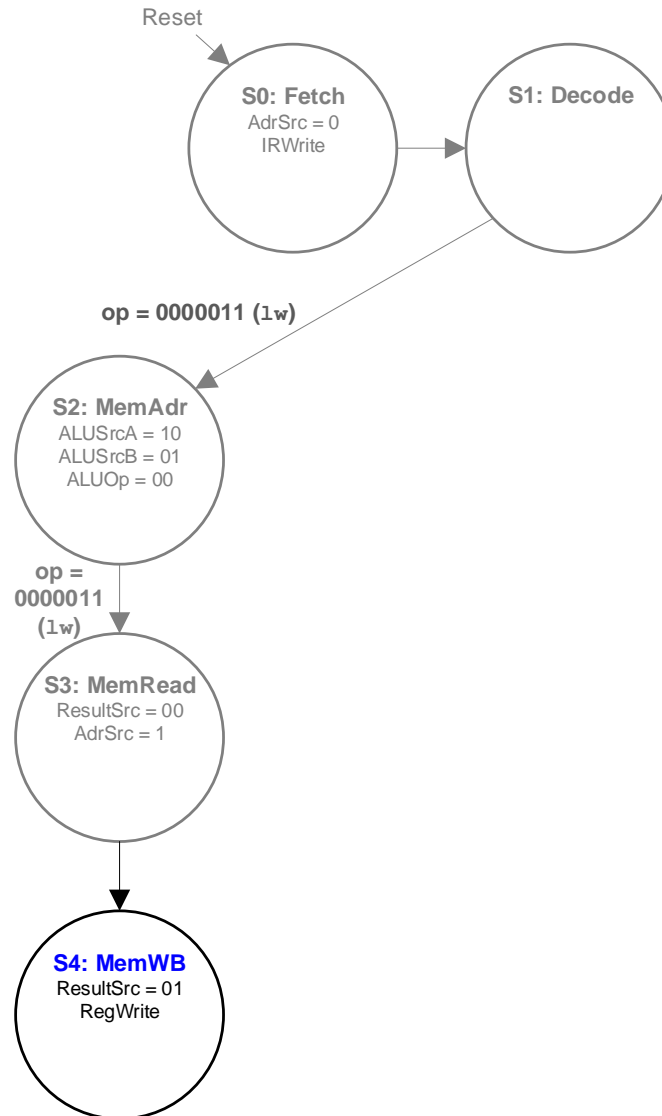 Reset
S0: Fetch
AdrSrc = 0
IRWrite
S1: Decode
op = 0000011 (lw)
S2: MemAdr
ALUSrcA = 10
ALUSrcB = 01
ALUOp = 00
op =
0000011
(lw)
S3: MemRead
ResultSrc = 00
AdrSrc = 1
S4: MemWB
ResultSrc = 01
RegWrite